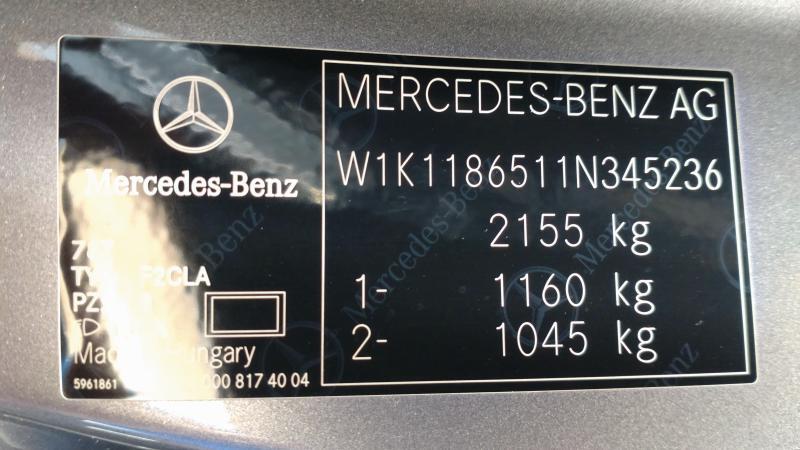 Mercedes-Benz
F2CLA
Made Hungary
5961861 000 817 40 04
MERCEDES-BENZ AG
W1K1186511N345236
2155 kg
1- 1160 kg
2- 1045 kg